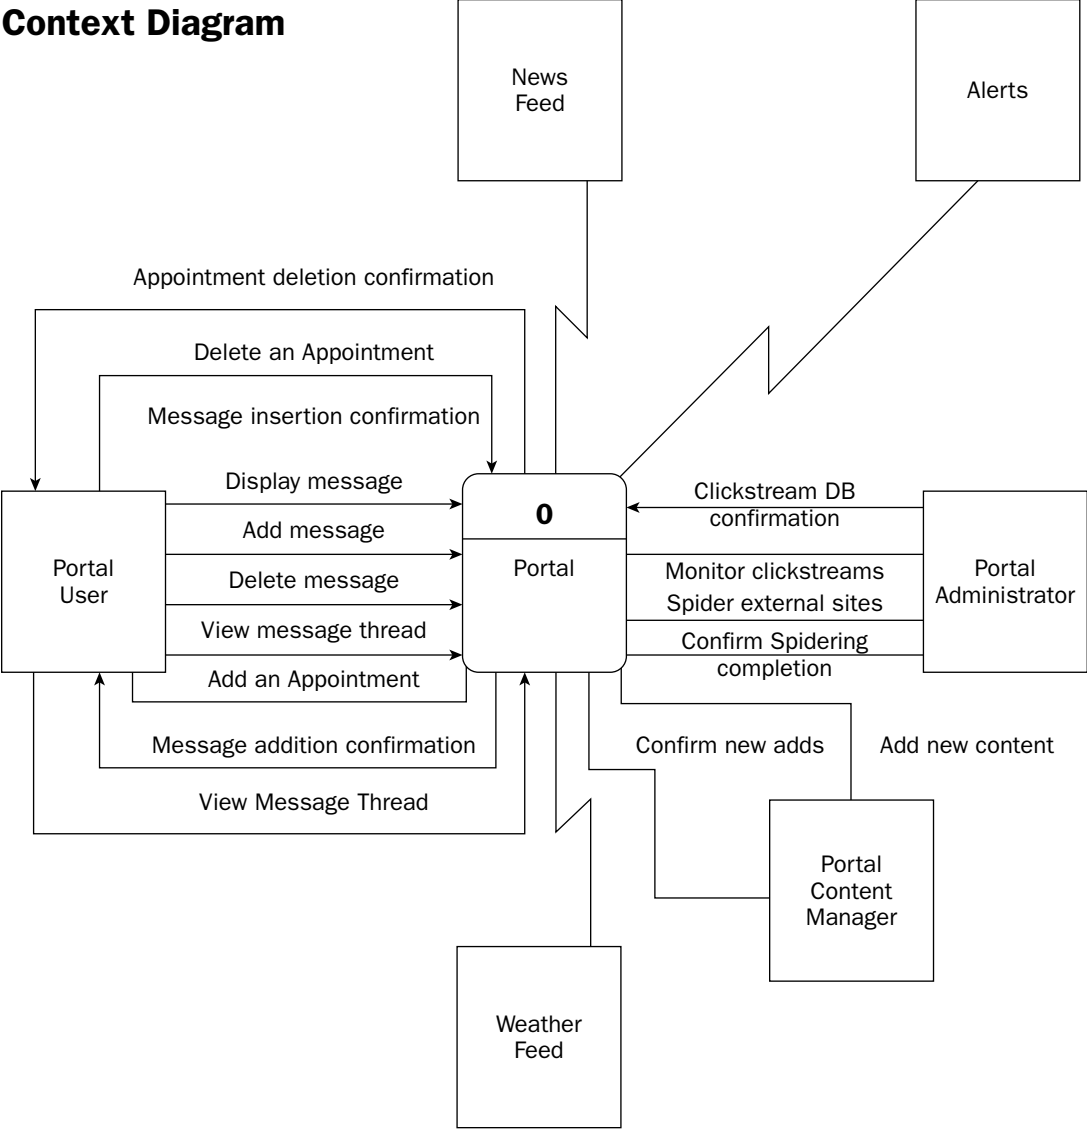 Context Diagram
News
Feed
Alerts
Appointment deletion confirmation
Delete an Appointment
Message insertion confirmation
Display message
Add message
Delete message
View message thread
Add an Appointment
Message addition confirmation
View Message Thread
Portal
User
0
Portal
Clickstream DB
confirmation
Monitor clickstreams
Spider external sites
Confirm Spidering
completion
Portal
Administrator
Confirm new adds
Add new content
Portal
Content
Manager
Weather
Feed